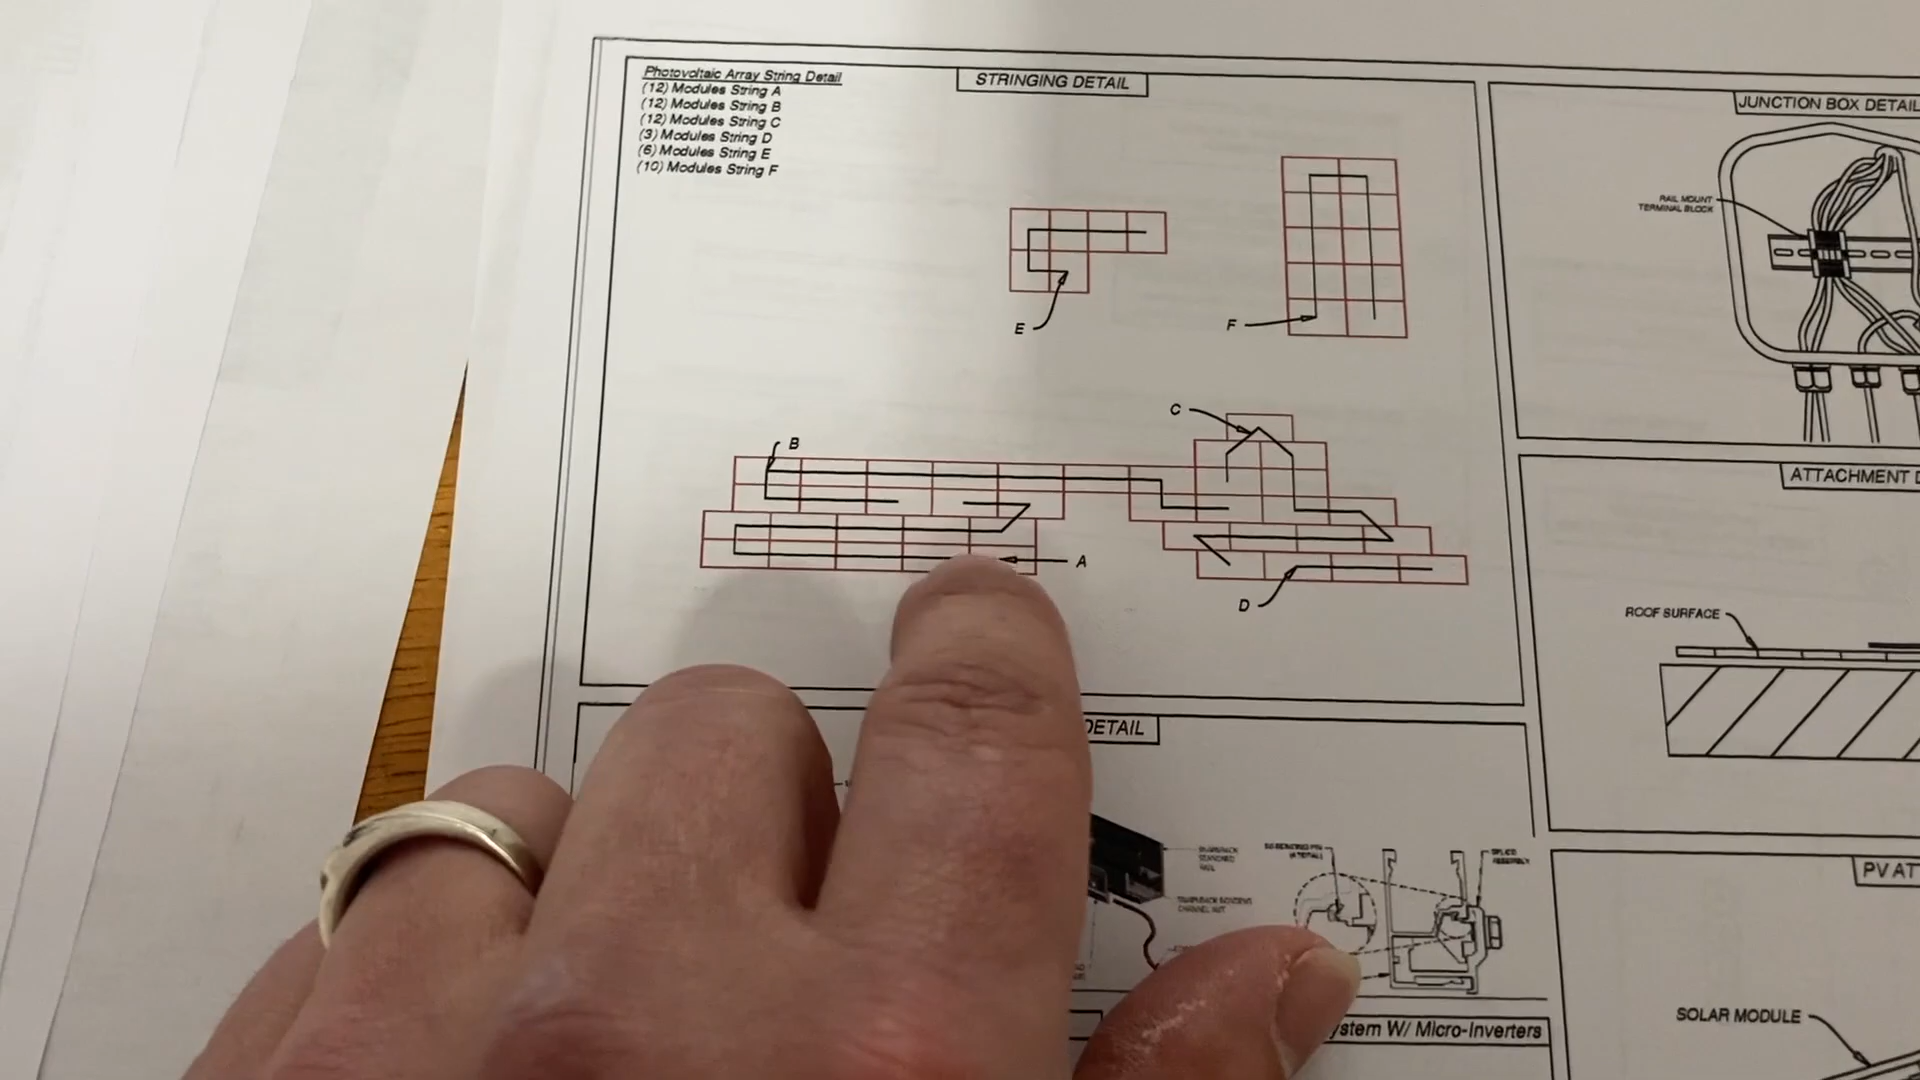 STRINGING DETAIL
Photovoltaic Array String Detail
(12) Modules String A
(12) Modules String B
(12) Modules String C
(3) Modules String D
(6) Modules String E
(10) Modules String F
E
F
C
B
A
D
JUNCTION BOX DETAIL
RAIL MOUNT
TERMINAL BLOCK
ATTACHMENT D
ROOF SURFACE
DETAIL
PV AT
SOLAR MODULE
ystem W/ Micro-Inverters